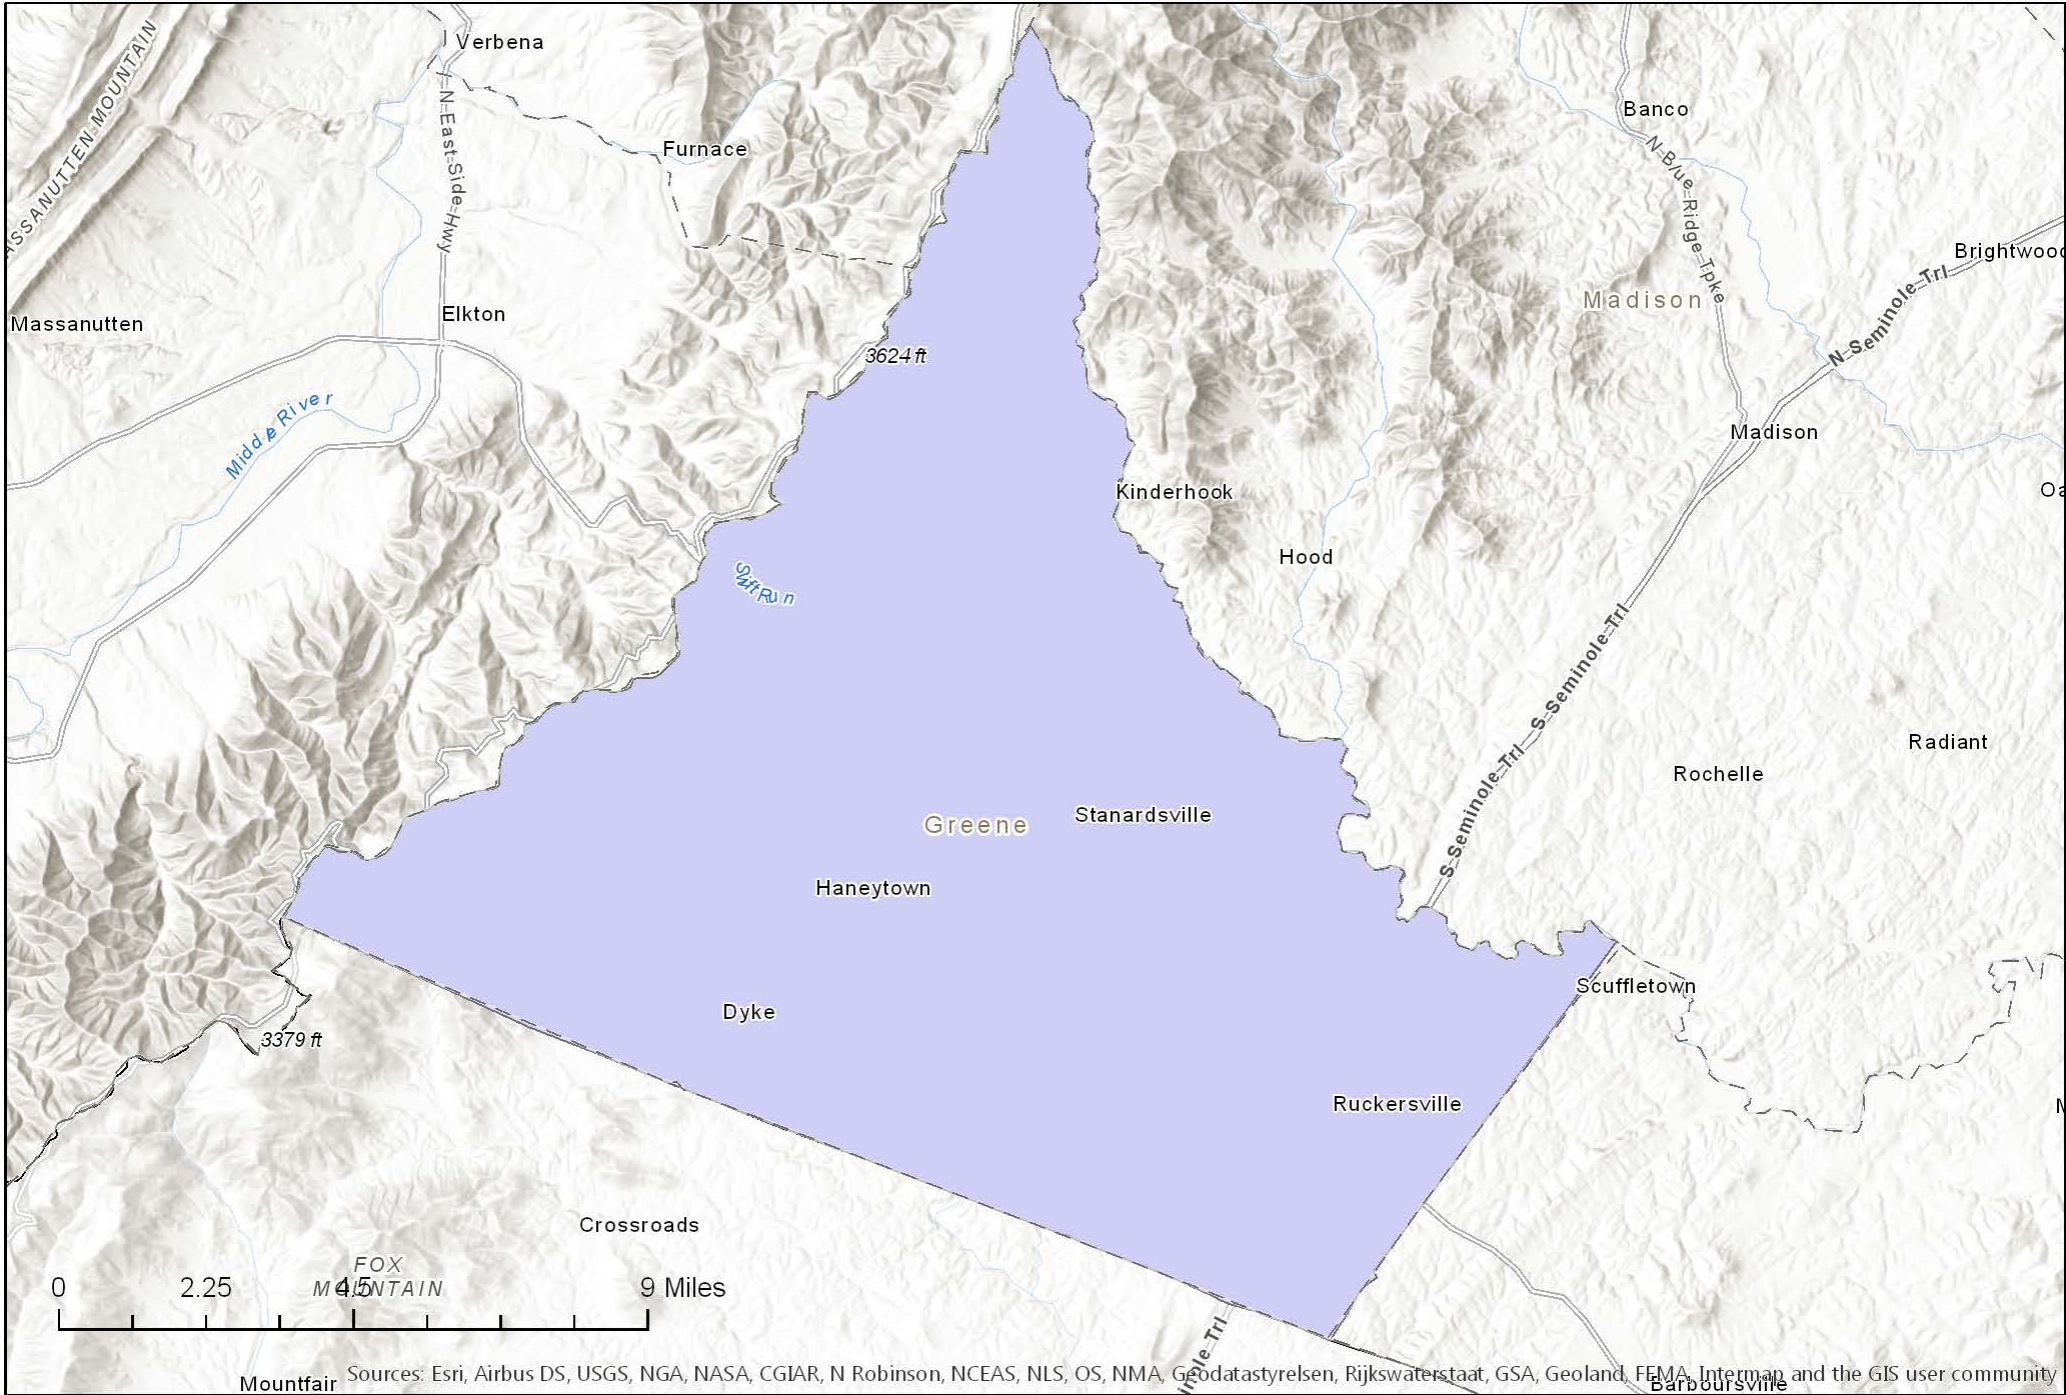 Verbena
MASSANUTTEN MOUNTAIN
N East Side Hwy
Furnace
Banco
N Blue Ridge Tpke
Brightwood
N Seminole Trl
Madison
Massanutten
Elkton
3624 ft
Middle River
Madison
Kinderhook
Oa
Hood
Swift Run
S Seminole Trl
S Seminole Trl
Radiant
Rochelle
Stanardsville
Greene
Haneytown
Scuffletown
Dyke
3379 ft
Ruckersville
M
Crossroads
FOX
MOUNTAIN
0 2.25 4.5 9 Miles
minole Trl
Sources: Esri, Airbus DS, USGS, NGA, NASA, CGIAR, N Robinson, NCEAS, NLS, OS, NMA, Geodatastyrelsen, Rijkswaterstaat, GSA, Geoland, FEMA, Intermap and the GIS user community
Mountfair
Barboursville